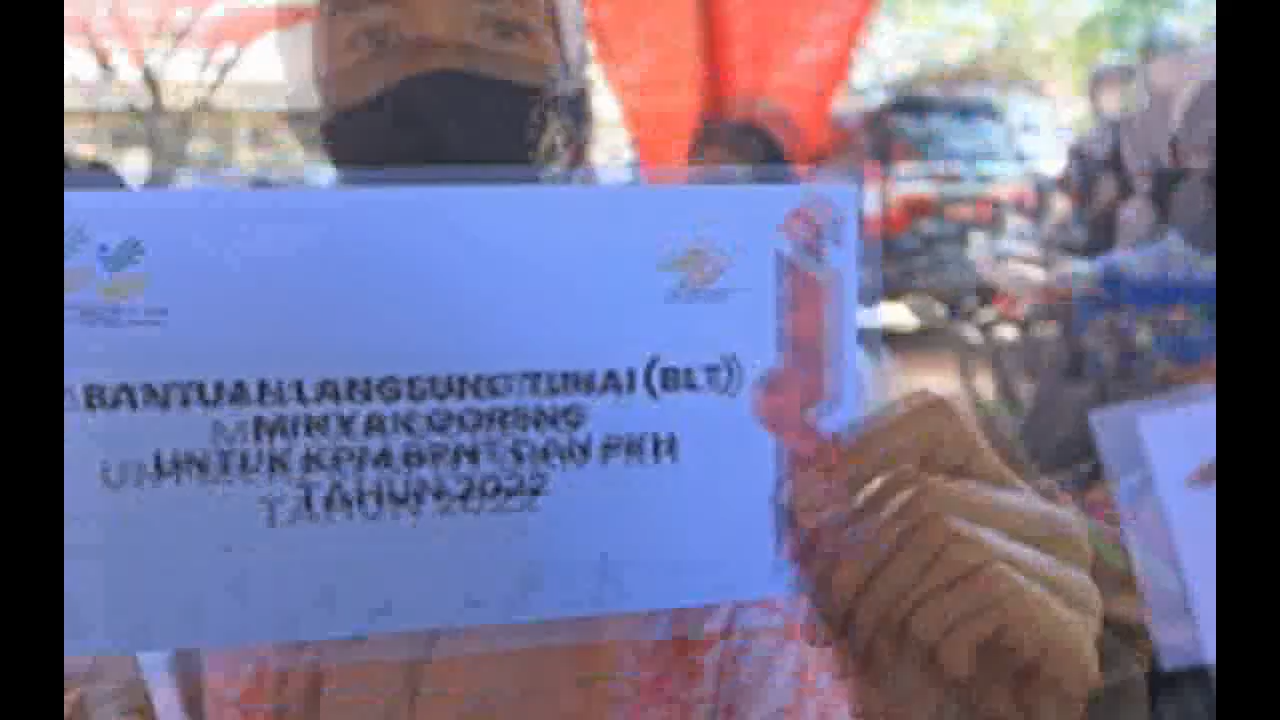 BANTUAN LANGSUNG TUNAI (BLT)
MINYAK GORENG
UNTUK KPM BPNT DAN PKH
TAHUN 2022